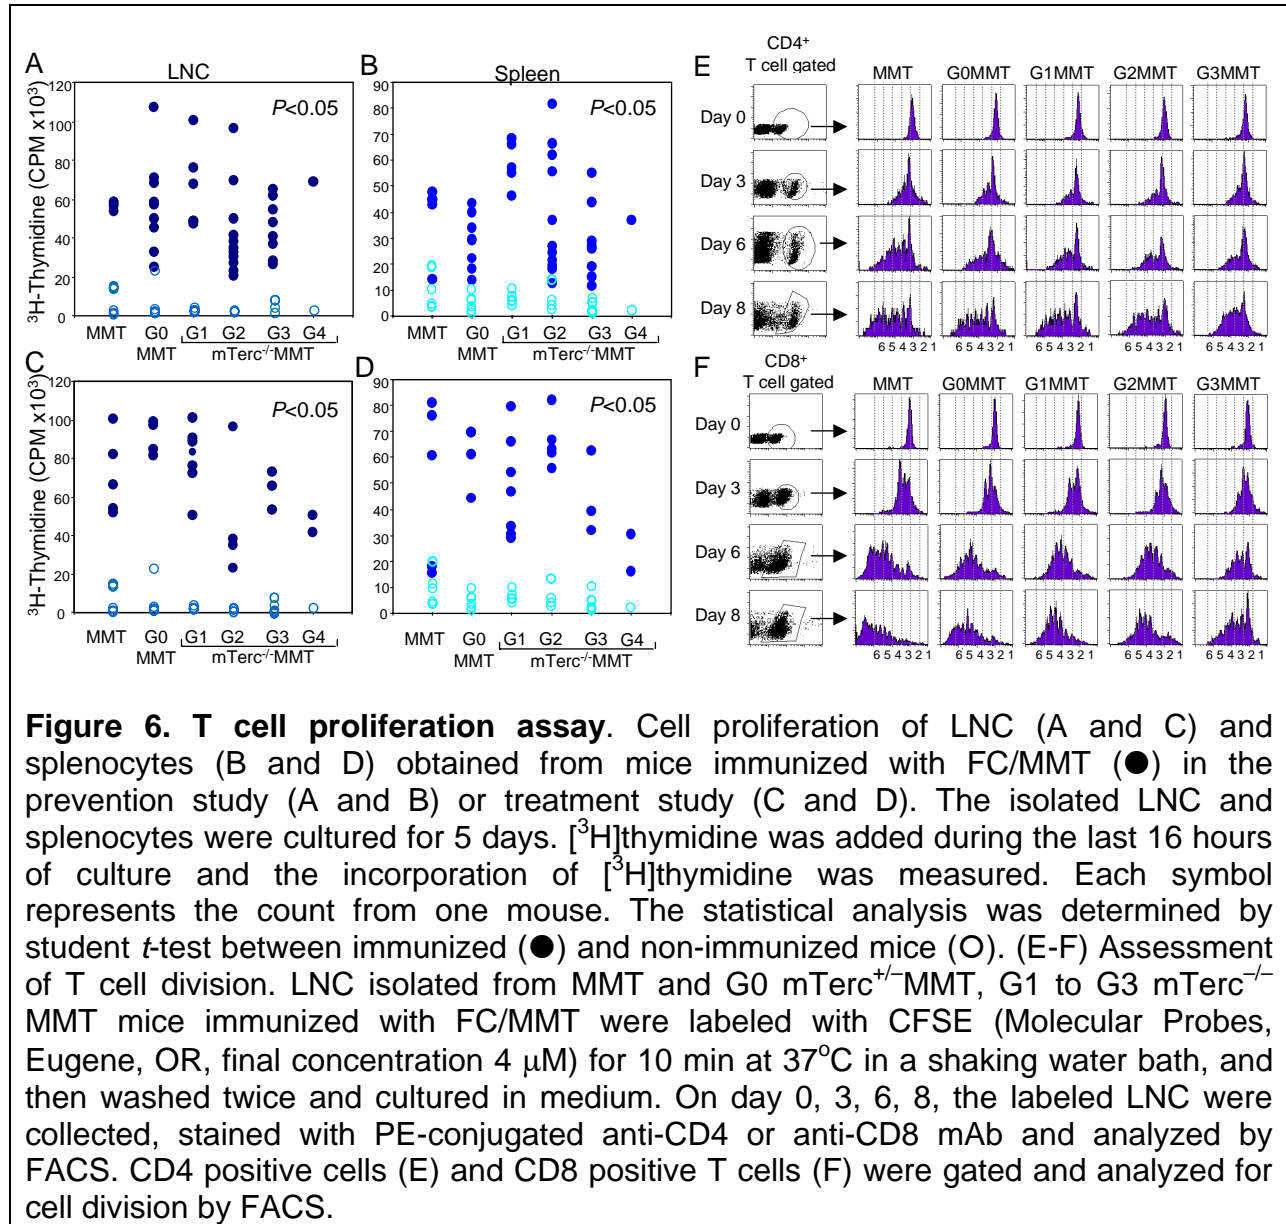 A
LNC
B
Spleen
³H-Thymidine (CPM x10³)
120
100
80
60
40
20
0
P<0.05
MMT
G0
MMT
G1
G2
G3
G4
mTerc⁻/⁻MMT
90
80
70
60
50
40
30
20
10
0
P<0.05
MMT
G0
MMT
G1
G2
G3
G4
mTerc⁻/⁻MMT
C
D
³H-Thymidine (CPM x10³)
120
100
80
60
40
20
0
P<0.05
MMT
G0
MMT
G1
G2
G3
G4
mTerc⁻/⁻MMT
90
80
70
60
50
40
30
20
10
0
P<0.05
MMT
G0
MMT
G1
G2
G3
G4
mTerc⁻/⁻MMT
E
CD4⁺
T cell gated
MMT G0MMT G1MMT G2MMT G3MMT
Day 0
Day 3
Day 6
Day 8
6 5 4 3 2 1 6 5 4 3 2 1 6 5 4 3 2 1 6 5 4 3 2 1 6 5 4 3 2 1
F
CD8⁺
T cell gated
MMT G0MMT G1MMT G2MMT G3MMT
Day 0
Day 3
Day 6
Day 8
6 5 4 3 2 1 6 5 4 3 2 1 6 5 4 3 2 1 6 5 4 3 2 1 6 5 4 3 2 1
Figure 6. T cell proliferation assay. Cell proliferation of LNC (A and C) and
splenocytes (B and D) obtained from mice immunized with FC/MMT (●) in the
prevention study (A and B) or treatment study (C and D). The isolated LNC and
splenocytes were cultured for 5 days. [³H]thymidine was added during the last 16 hours
of culture and the incorporation of [³H]thymidine was measured. Each symbol
represents the count from one mouse. The statistical analysis was determined by
student t-test between immunized (●) and non-immunized mice (O). (E-F) Assessment
of T cell division. LNC isolated from MMT and G0 mTerc⁺/⁻MMT, G1 to G3 mTerc⁻/⁻
MMT mice immunized with FC/MMT were labeled with CFSE (Molecular Probes,
Eugene, OR, final concentration 4 μM) for 10 min at 37°C in a shaking water bath, and
then washed twice and cultured in medium. On day 0, 3, 6, 8, the labeled LNC were
collected, stained with PE-conjugated anti-CD4 or anti-CD8 mAb and analyzed by
FACS. CD4 positive cells (E) and CD8 positive T cells (F) were gated and analyzed for
cell division by FACS.